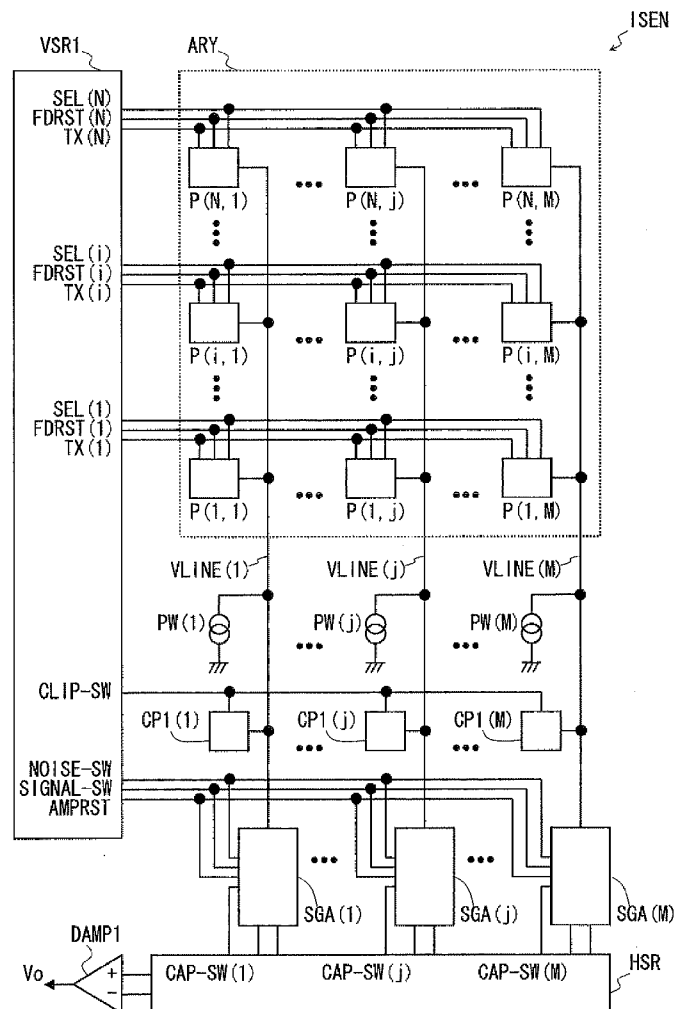 ISEN
VSR1 ARY
SEL(N)
FDRST(N)
TX(N)
P(N,1) P(N,j) P(N,M)
SEL(i)
FDRST(i)
TX(i)
P(i,1) P(i,j) P(i,M)
SEL(1)
FDRST(1)
TX(1)
P(1,1) P(1,j) P(1,M)
VLINE(1) VLINE(j) VLINE(M)
PW(1) PW(j) PW(M)
CLIP-SW
CP1(1) CP1(j) CP1(M)
NOISE-SW
SIGNAL-SW
AMPRST
SGA(1) SGA(j) SGA(M)
DAMP1
Vo + CAP-SW(1) CAP-SW(j) CAP-SW(M) HSR
−